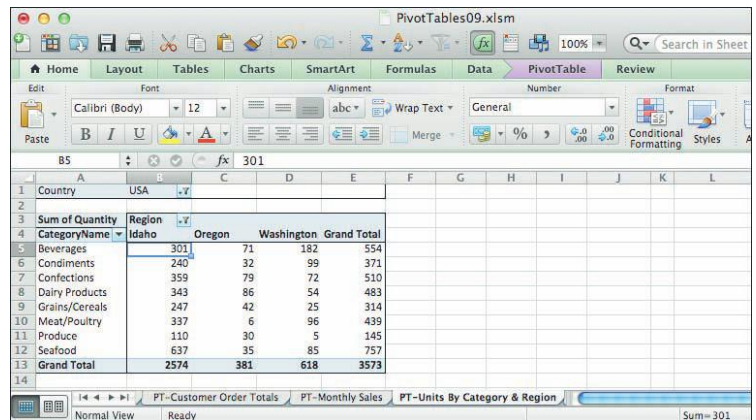 PivotTables09.xlsm
100%
Search in Sheet
Home Layout Tables Charts SmartArt Formulas Data PivotTable Review
Edit Font Alignment Number Format
Calibri (Body) 12 abc Wrap Text General
Paste B I U A Merge % Conditional Formatting Styles
B5 fx 301
A B C D E F G H I J K L
1 Country USA
2
3 Sum of Quantity Region
4 CategoryName Idaho Oregon Washington Grand Total
5 Beverages 301 71 182 554
6 Condiments 240 32 99 371
7 Confections 359 79 72 510
8 Dairy Products 343 86 54 483
9 Grains/Cereals 247 42 25 314
10 Meat/Poultry 337 6 96 439
11 Produce 110 30 5 145
12 Seafood 637 35 85 757
13 Grand Total 2574 381 618 3573
14
PT-Customer Order Totals PT-Monthly Sales PT-Units By Category & Region
Normal View Ready Sum=301